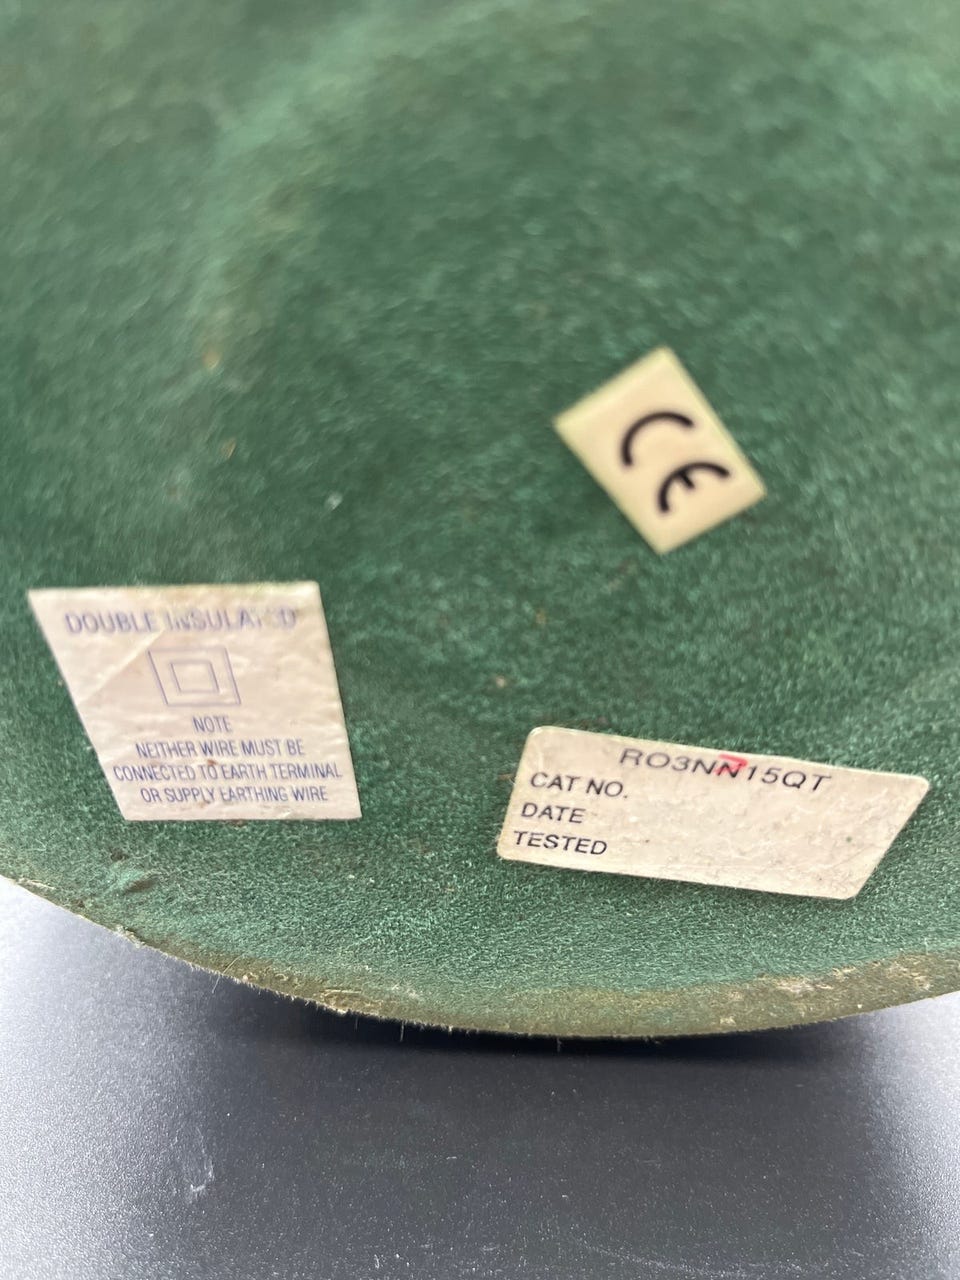 CE
DOUBLE INSULATED
NOTE
NEITHER WIRE MUST BE
CONNECTED TO EARTH TERMINAL
OR SUPPLY EARTHING WIRE
RO3NN15QT
CAT NO.
DATE
TESTED